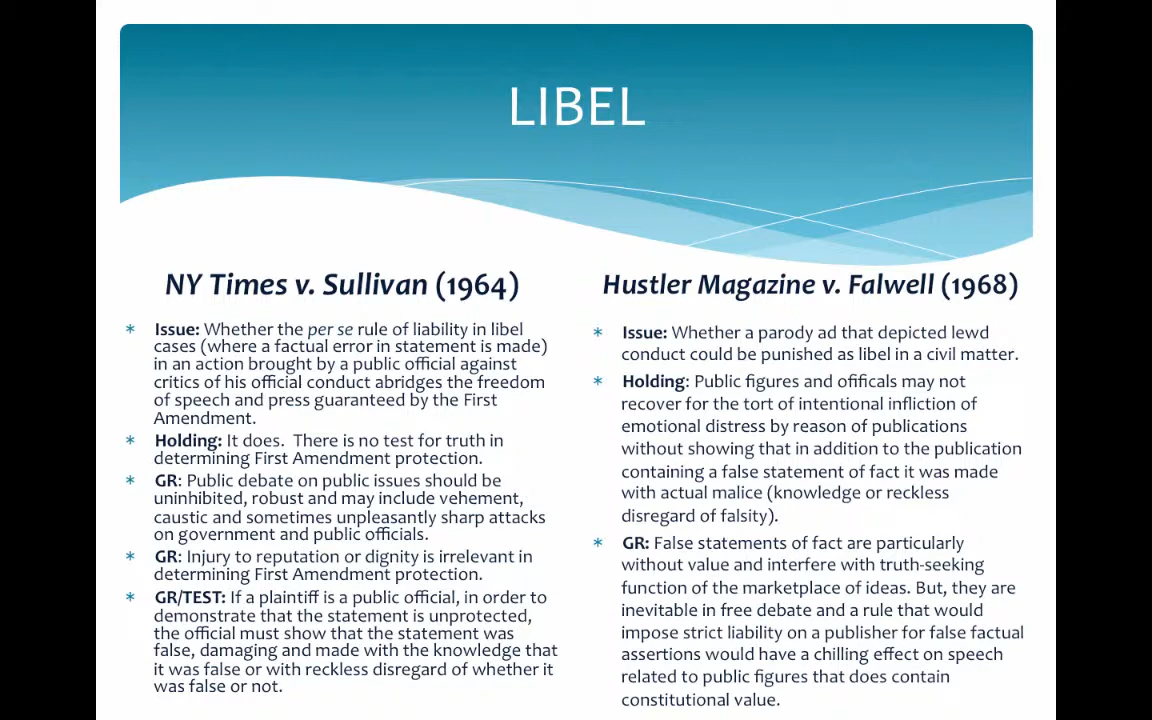 LIBEL
NY Times v. Sullivan (1964)
* Issue: Whether the per se rule of liability in libel
cases (where a factual error in statement is made)
in an action brought by a public official against
critics of his official conduct abridges the freedom
of speech and press guaranteed by the First
Amendment.
* Holding: It does. There is no test for truth in
determining First Amendment protection.
* GR: Public debate on public issues should be
uninhibited, robust and may include vehement,
caustic and sometimes unpleasantly sharp attacks
on government and public officials.
* GR: Injury to reputation or dignity is irrelevant in
determining First Amendment protection.
* GR/TEST: If a plaintiff is a public official, in order to
demonstrate that the statement is unprotected,
the official must show that the statement was
false, damaging and made with the knowledge that
it was false or with reckless disregard of whether it
was false or not.
Hustler Magazine v. Falwell (1968)
* Issue: Whether a parody ad that depicted lewd
conduct could be punished as libel in a civil matter.
* Holding: Public figures and officals may not
recover for the tort of intentional infliction of
emotional distress by reason of publications
without showing that in addition to the publication
containing a false statement of fact it was made
with actual malice (knowledge or reckless
disregard of falsity).
* GR: False statements of fact are particularly
without value and interfere with truth-seeking
function of the marketplace of ideas. But, they are
inevitable in free debate and a rule that would
impose strict liability on a publisher for false factual
assertions would have a chilling effect on speech
related to public figures that does contain
constitutional value.